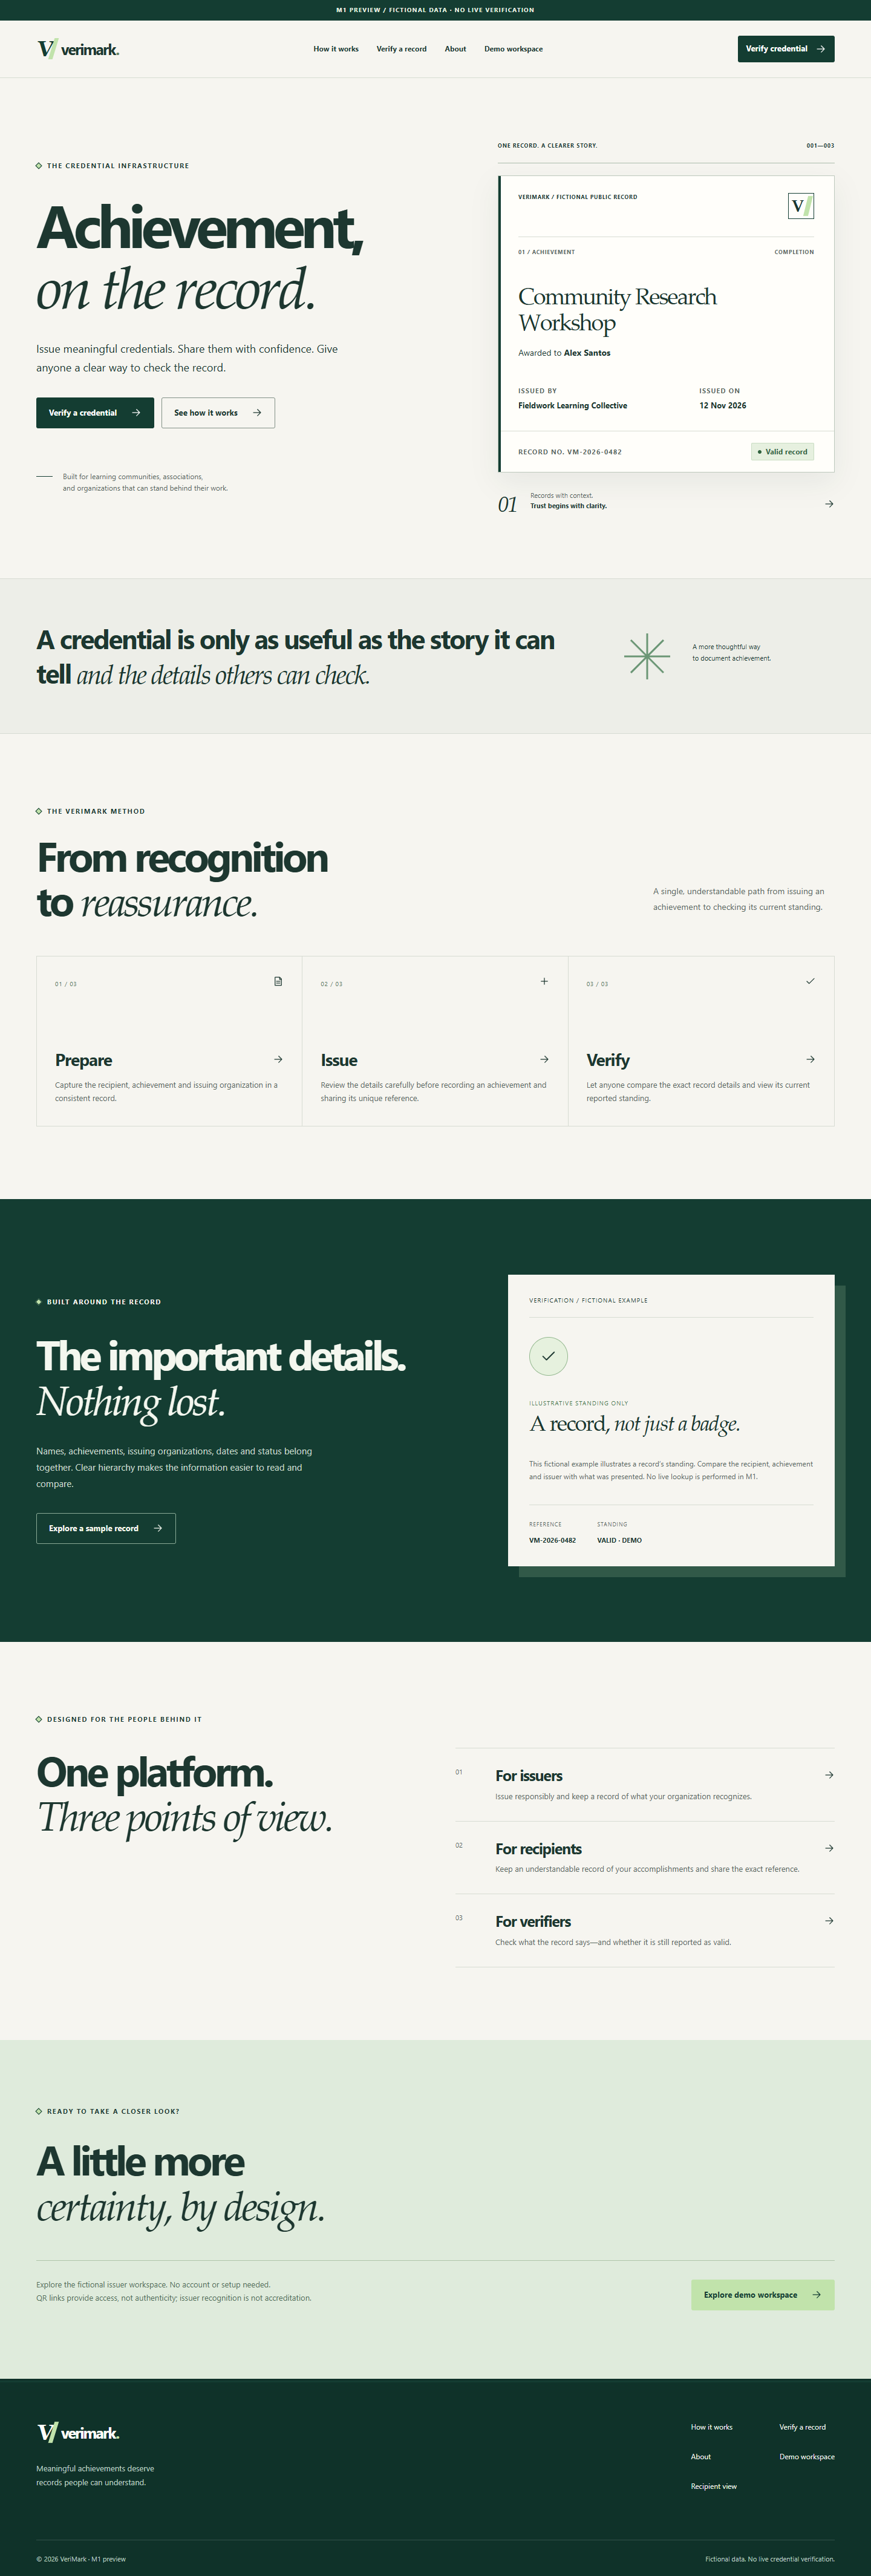 M1 PREVIEW / FICTIONAL DATA · NO LIVE VERIFICATION
V verimark.
How it works
Verify a record
About
Demo workspace
Verify credential
THE CREDENTIAL INFRASTRUCTURE
Achievement,
on the record.
Issue meaningful credentials. Share them with confidence. Give
anyone a clear way to check the record.
Verify a credential
See how it works
Built for learning communities, associations,
and organizations that can stand behind their work.
ONE RECORD. A CLEARER STORY.
001—003
VERIMARK / FICTIONAL PUBLIC RECORD
V
01 / ACHIEVEMENT
COMPLETION
Community Research
Workshop
Awarded to Alex Santos
ISSUED BY
ISSUED ON
Fieldwork Learning Collective
12 Nov 2026
RECORD NO. VM-2026-0482
Valid record
01
Records with context.
Trust begins with clarity.
A credential is only as useful as the story it can
tell and the details others can check.
A more thoughtful way
to document achievement.
THE VERIMARK METHOD
From recognition
to reassurance.
A single, understandable path from issuing an
achievement to checking its current standing.
01 / 03
Prepare
Capture the recipient, achievement and issuing organization in a
consistent record.
02 / 03
Issue
Review the details carefully before recording an achievement and
sharing its unique reference.
03 / 03
Verify
Let anyone compare the exact record details and view its current
reported standing.
BUILT AROUND THE RECORD
The important details.
Nothing lost.
Names, achievements, issuing organizations, dates and status belong
together. Clear hierarchy makes the information easier to read and
compare.
Explore a sample record
VERIFICATION / FICTIONAL EXAMPLE
ILLUSTRATIVE STANDING ONLY
A record, not just a badge.
This fictional example illustrates a record's standing. Compare the recipient, achievement
and issuer with what was presented. No live lookup is performed in M1.
REFERENCE
STANDING
VM-2026-0482
VALID · DEMO
DESIGNED FOR THE PEOPLE BEHIND IT
One platform.
Three points of view.
01
For issuers
Issue responsibly and keep a record of what your organization recognizes.
02
For recipients
Keep an understandable record of your accomplishments and share the exact reference.
03
For verifiers
Check what the record says—and whether it is still reported as valid.
READY TO TAKE A CLOSER LOOK?
A little more
certainty, by design.
Explore the fictional issuer workspace. No account or setup needed.
QR links provide access, not authenticity; issuer recognition is not accreditation.
Explore demo workspace
V verimark.
Meaningful achievements deserve
records people can understand.
How it works
Verify a record
About
Demo workspace
Recipient view
© 2026 VeriMark · M1 preview
Fictional data. No live credential verification.